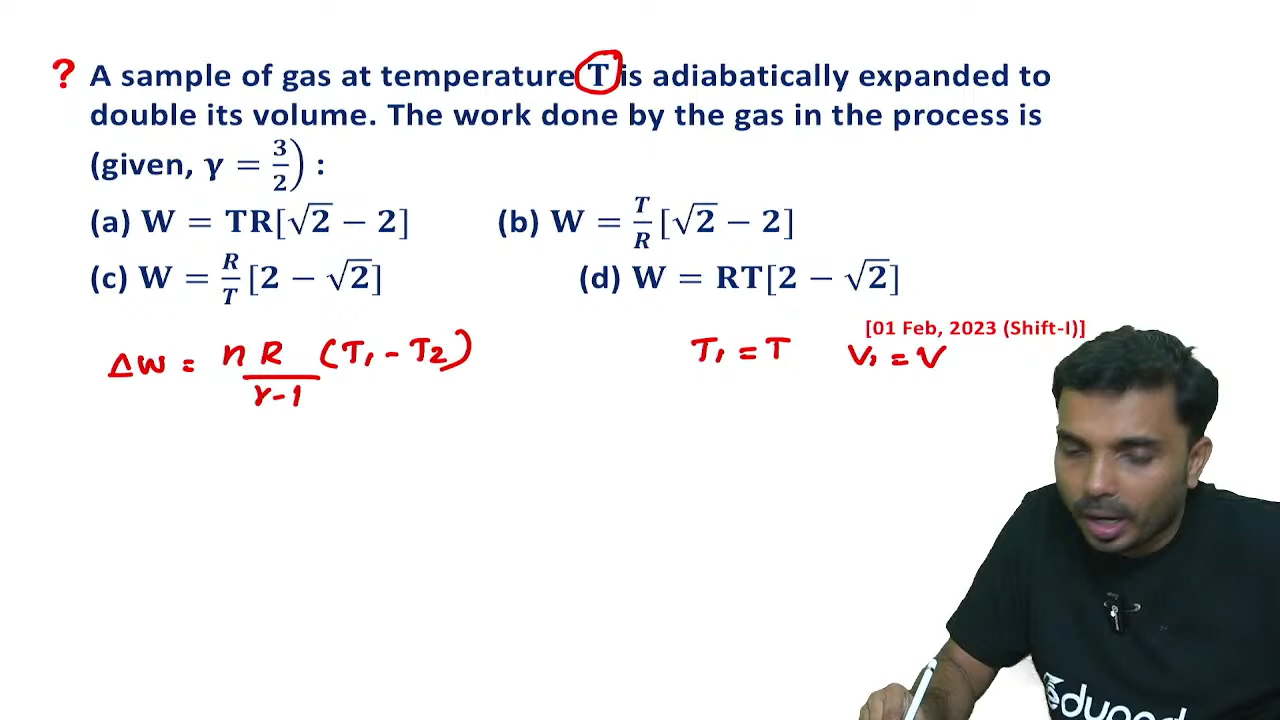 ? A sample of gas at temperature T is adiabatically expanded to
double its volume. The work done by the gas in the process is
(given, γ = 3/2) :
(a) W = TR[√2 − 2] (b) W = T/R [√2 − 2]
(c) W = R/T [2 − √2] (d) W = RT[2 − √2]
[01 Feb, 2023 (Shift-I)]
ΔW = nR/(γ-1) (T₁ - T₂) T₁ = T V₁ = V